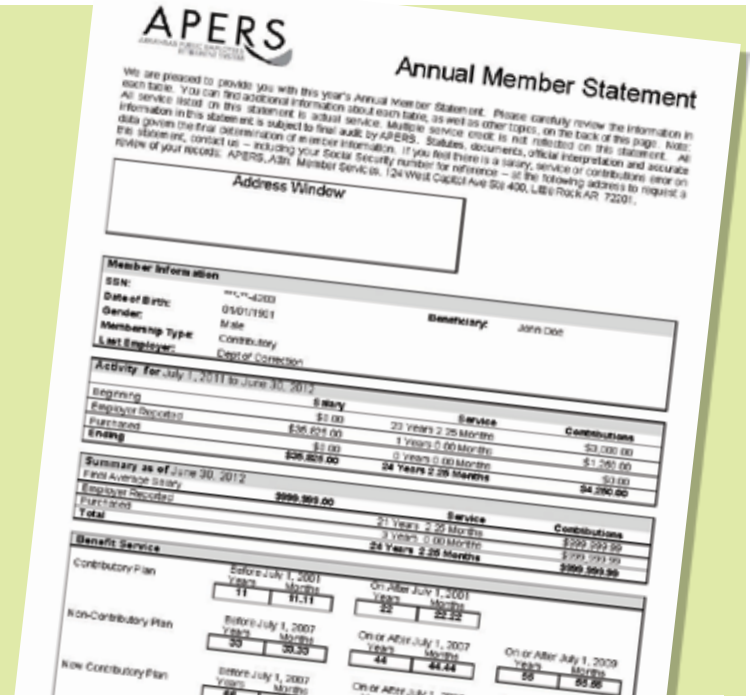 APERS
ARKANSAS PUBLIC EMPLOYEES
RETIREMENT SYSTEM
Annual Member Statement
We are pleased to provide you with this year's Annual Member Statement. Please carefully review the information in
each table. You can find additional information about each table, as well as other topics, on the back of this page. Note:
All service listed on this statement is actual service. Multiple service credit is not reflected on this statement. All
information in this statement is subject to final audit by APERS. Statutes, documents, official interpretation and accurate
data govern the final determination of member information. If you feel there is a salary, service or contributions error on
this statement, contact us – including your Social Security number for reference – at the following address to request a
review of your records: APERS, Attn. Member Services, 124 West Capitol Ave Ste 400, Little Rock AR 72201.
Address Window
Member Information
SSN: ***-**-4203 Beneficiary: John Doe
Date of Birth: 01/01/1901
Gender: Male
Membership Type: Contributory
Last Employer: Dept of Correction
Activity for July 1, 2011 to June 30, 2012
Salary Service Contributions
Beginning $0.00 23 Years 2.25 Months $3,000.00
Employer Reported $35,825.00 1 Years 0.00 Months $1,250.00
Purchased $0.00 0 Years 0.00 Months $0.00
Ending $35,825.00 24 Years 2.25 Months $4,250.00
Summary as of June 30, 2012
Final Average Salary $999,999.00 Service Contributions
Employer Reported 21 Years 2.25 Months $999,999.99
Purchased 3 Years 0.00 Months $999,999.99
Total 24 Years 2.25 Months $999,999.99
Benefit Service
Contributory Plan Before July 1, 2001 On After July 1, 2001
Years Months Years Months
11 11.11 22 22.22
Non-Contributory Plan Before July 1, 2007 On or After July 1, 2007 On or After July 1, 2009
Years Months Years Months Years Months
33 33.33 44 44.44 55 55.55
New Contributory Plan Before July 1, 2007 On or After July 1,
Years Months